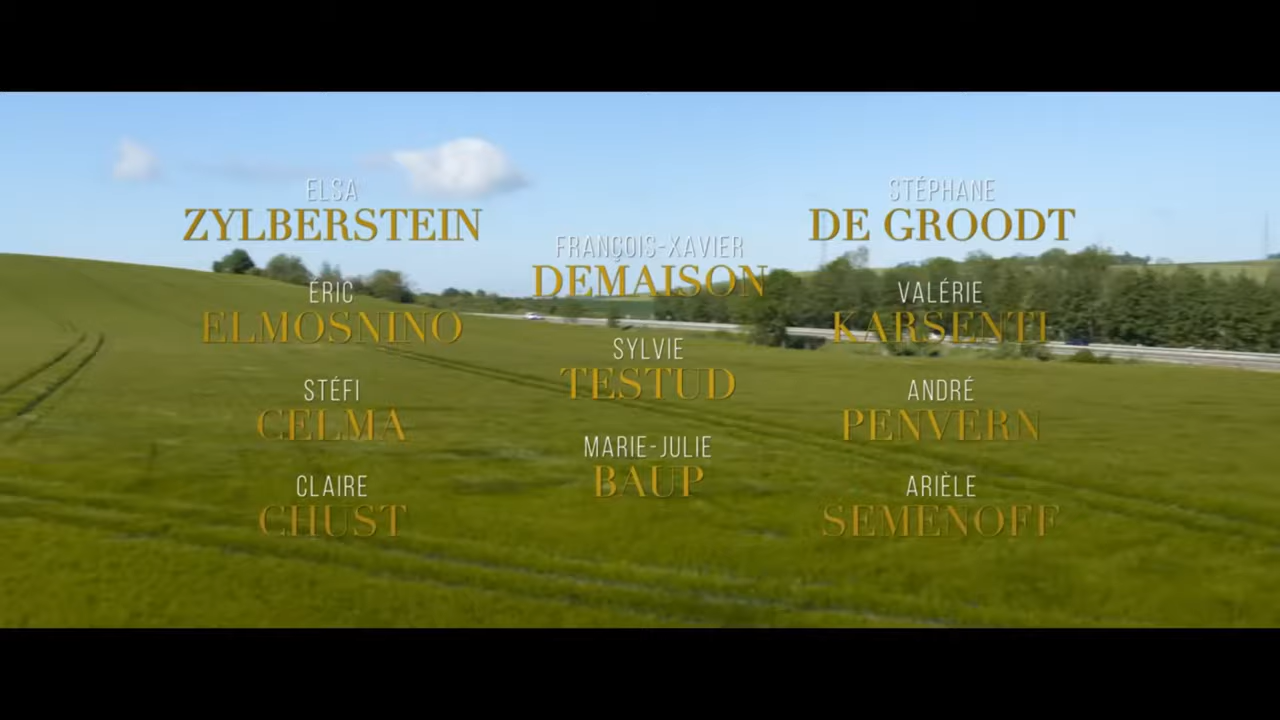 ELSA
ZYLBERSTEIN
STÉPHANE
DE GROODT
FRANÇOIS-XAVIER
DEMAISON
ÉRIC
ELMOSNINO
VALÉRIE
KARSENTI
SYLVIE
TESTUD
STÉFI
CELMA
ANDRÉ
PENVERN
MARIE-JULIE
BAUP
CLAIRE
CHUST
ARIÈLE
SEMENOFF